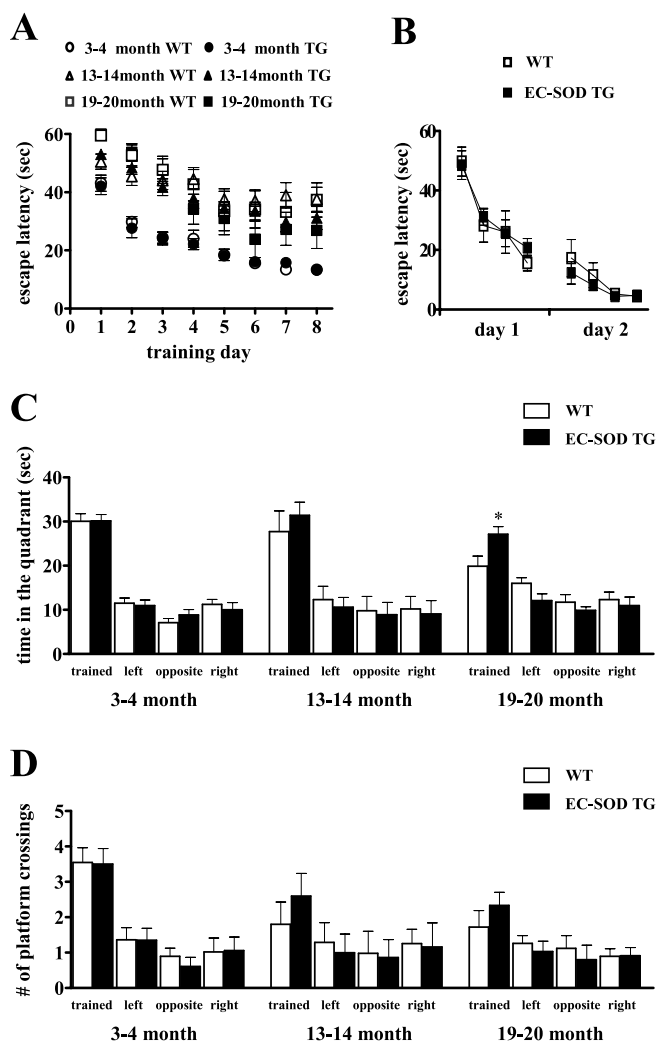 A
3-4 month WT
3-4 month TG
13-14month WT
13-14month TG
19-20month WT
19-20month TG
escape latency (sec)
60
40
20
0
0 1 2 3 4 5 6 7 8
training day
B
WT
EC-SOD TG
escape latency (sec)
60
40
20
0
day 1 day 2
C
WT
EC-SOD TG
time in the quadrant (sec)
40
30
20
10
0
*
trained left opposite right trained left opposite right trained left opposite right
3-4 month 13-14 month 19-20 month
D
WT
EC-SOD TG
# of platform crossings
5
4
3
2
1
0
trained left opposite right trained left opposite right trained left opposite right
3-4 month 13-14 month 19-20 month